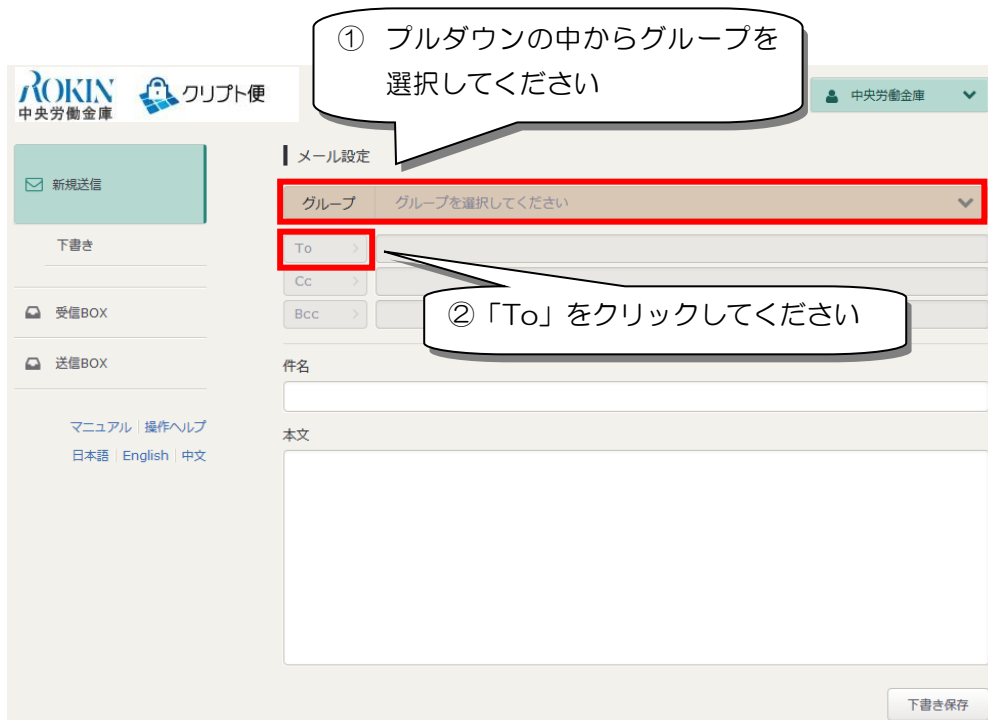 ① プルダウンの中からグループを
選択してください
ROKIN
中央労働金庫
クリプト便
中央労働金庫
新規送信
下書き
受信BOX
送信BOX
マニュアル 操作ヘルプ
日本語 English 中文
メール設定
グループ グループを選択してください
To
Cc
Bcc
②「To」をクリックしてください
件名
本文
下書き保存